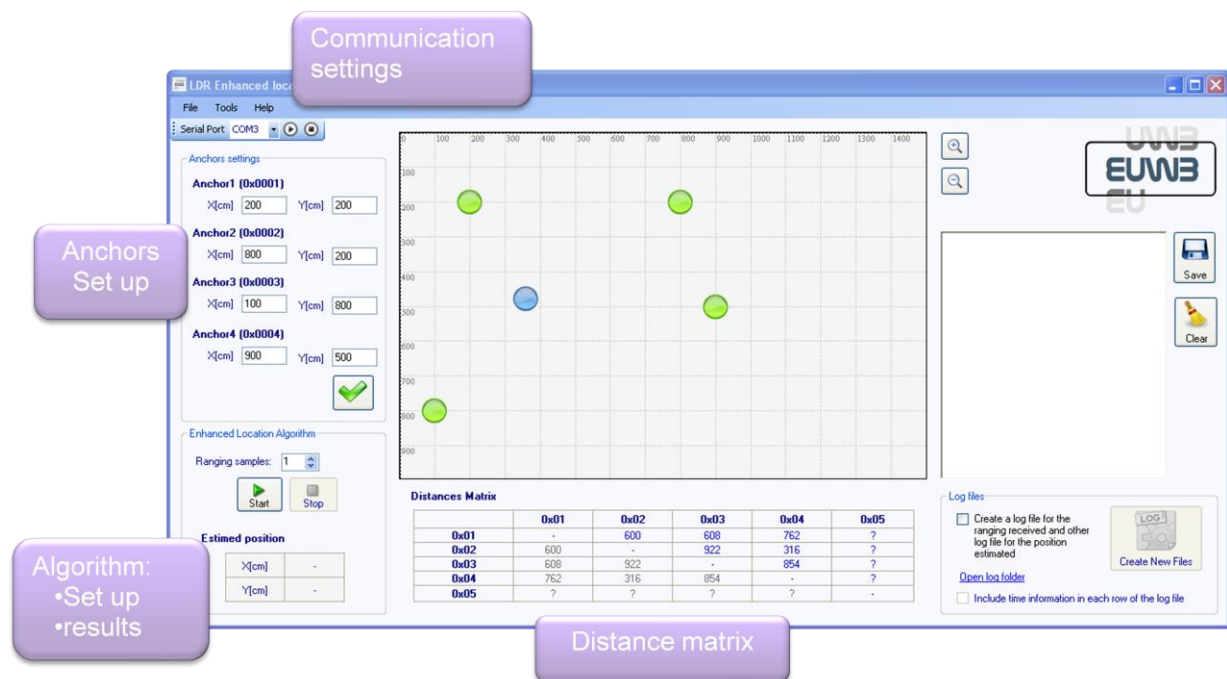 Communication
settings
LDR Enhanced loca
File Tools Help
Serial Port COM3
Anchors settings
Anchor1 (0x0001)
X[cm] 200 Y[cm] 200
Anchor2 (0x0002)
X[cm] 800 Y[cm] 200
Anchor3 (0x0003)
X[cm] 100 Y[cm] 800
Anchor4 (0x0004)
X[cm] 900 Y[cm] 500
Anchors
Set up
Enhanced Location Algorithm
Ranging samples: 1
Start Stop
Estimed position
X[cm] -
Y[cm] -
Algorithm:
•Set up
•results
0 100 200 300 400 500 600 700 800 900 1000 1100 1200 1300 1400
100
200
300
400
500
600
700
800
900
UWB
EUWB
EU
Save
Clear
Distances Matrix
0x01 0x02 0x03 0x04 0x05
0x01 - 600 608 762 ?
0x02 600 - 922 316 ?
0x03 608 922 - 854 ?
0x04 762 316 854 - ?
0x05 ? ? ? ? -
Distance matrix
Log files
Create a log file for the
ranging received and other
log file for the position
estimated
LOG
Create New Files
Open log folder
Include time information in each row of the log file